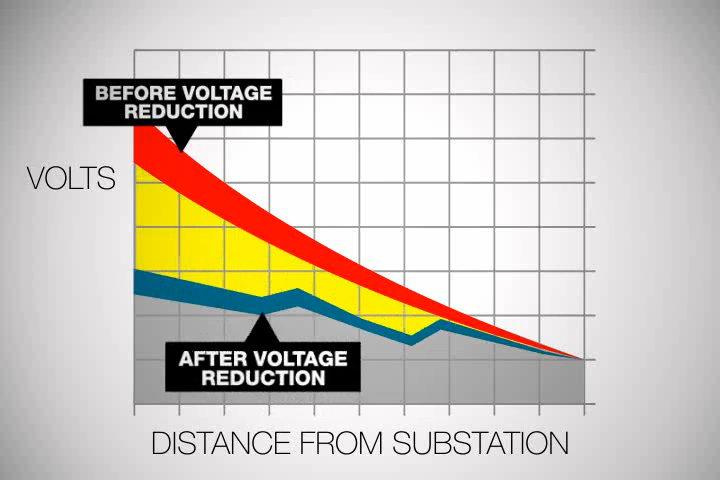 BEFORE VOLTAGE
REDUCTION
VOLTS
AFTER VOLTAGE
REDUCTION
DISTANCE FROM SUBSTATION